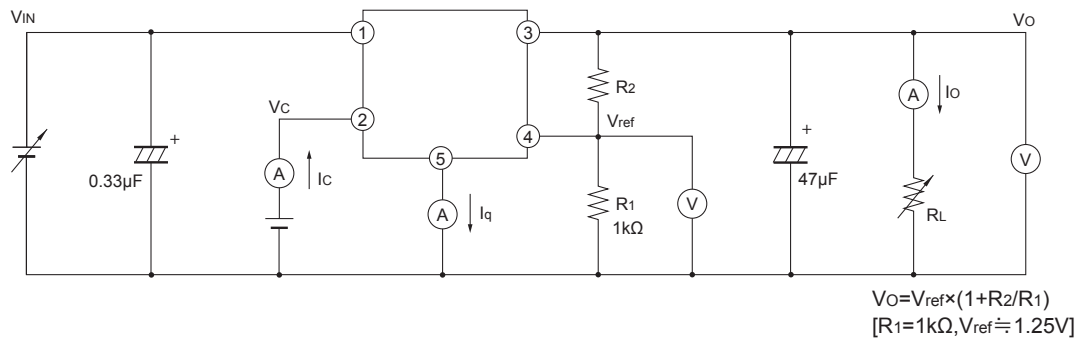 VIN
VO
1
3
R2
VC
Vref
2
4
A
IO
5
0.33μF
A
IC
A
Iq
R1
1kΩ
V
47μF
RL
V
VO=Vref×(1+R2/R1)
[R1=1kΩ,Vref≒1.25V]